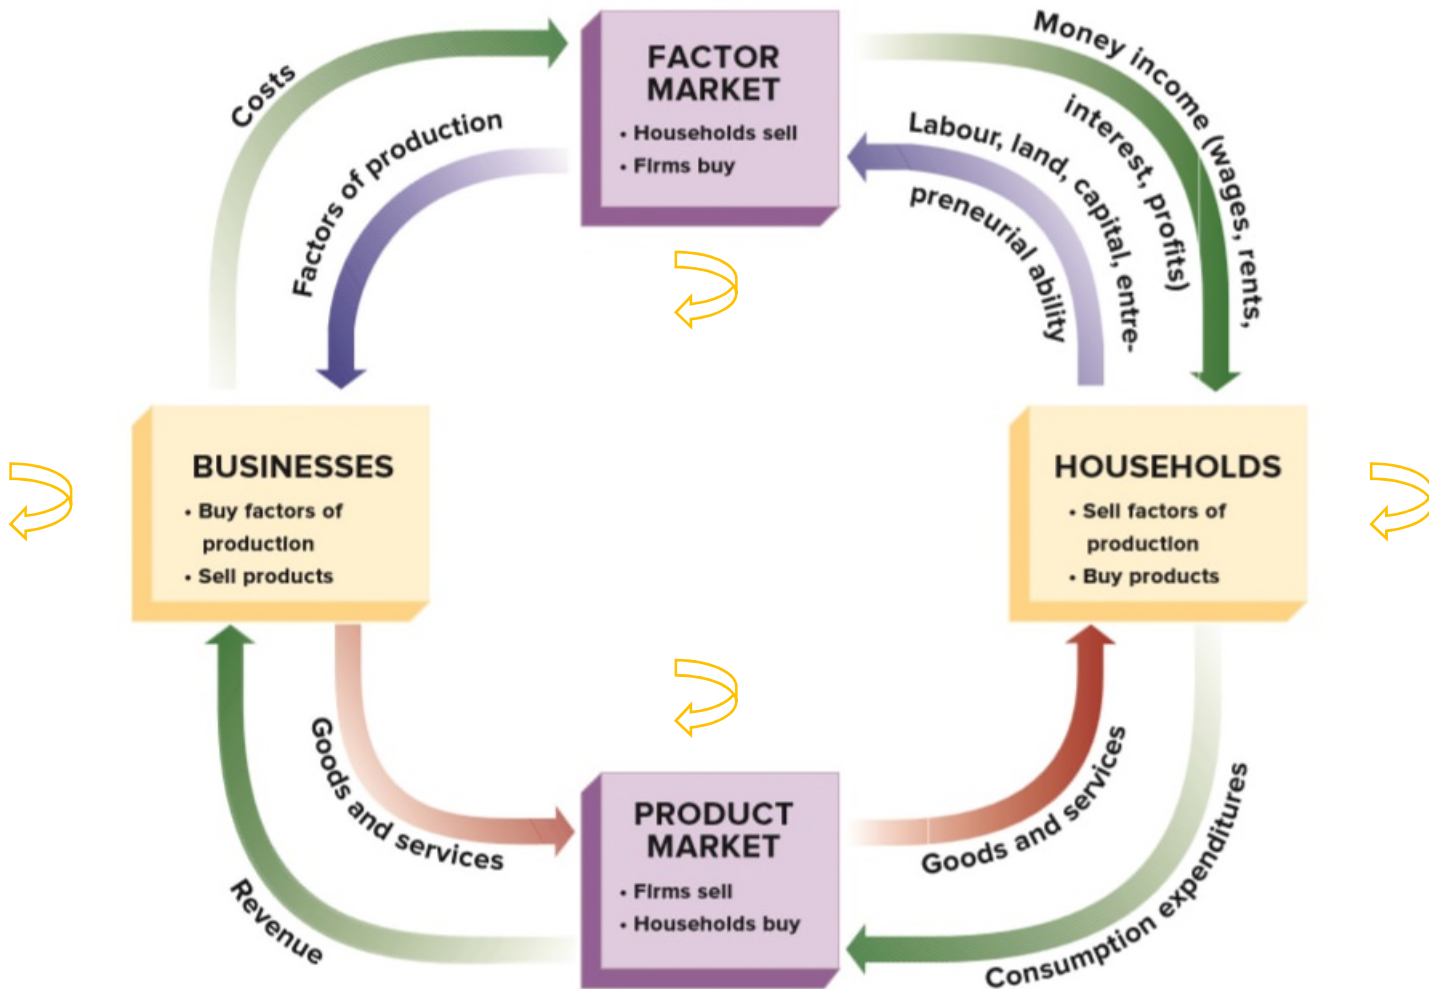 Costs
Factors of production
FACTOR
MARKET
• Households sell
• Firms buy
Money income (wages, rents,
interest, profits)
Labour, land, capital, entre-
preneurial ability
BUSINESSES
• Buy factors of
production
• Sell products
HOUSEHOLDS
• Sell factors of
production
• Buy products
Goods and services
Revenue
PRODUCT
MARKET
• Firms sell
• Households buy
Goods and services
Consumption expenditures